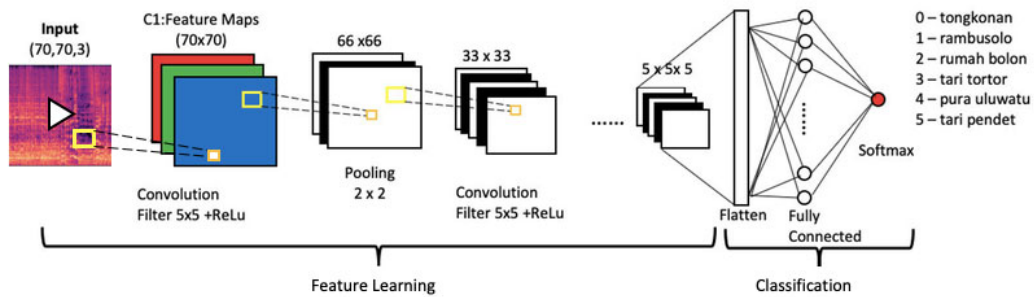 Input
(70,70,3)
C1:Feature Maps
(70x70)
66 x66
33 x 33
5 x 5x 5
0 – tongkonan
1 – rambusolo
2 – rumah bolon
3 – tari tortor
4 – pura uluwatu
5 – tari pendet
Convolution
Filter 5x5 +ReLu
Pooling
2 x 2
Convolution
Filter 5x5 +ReLu
......
Flatten
Fully
Connected
Softmax
Feature Learning
Classification